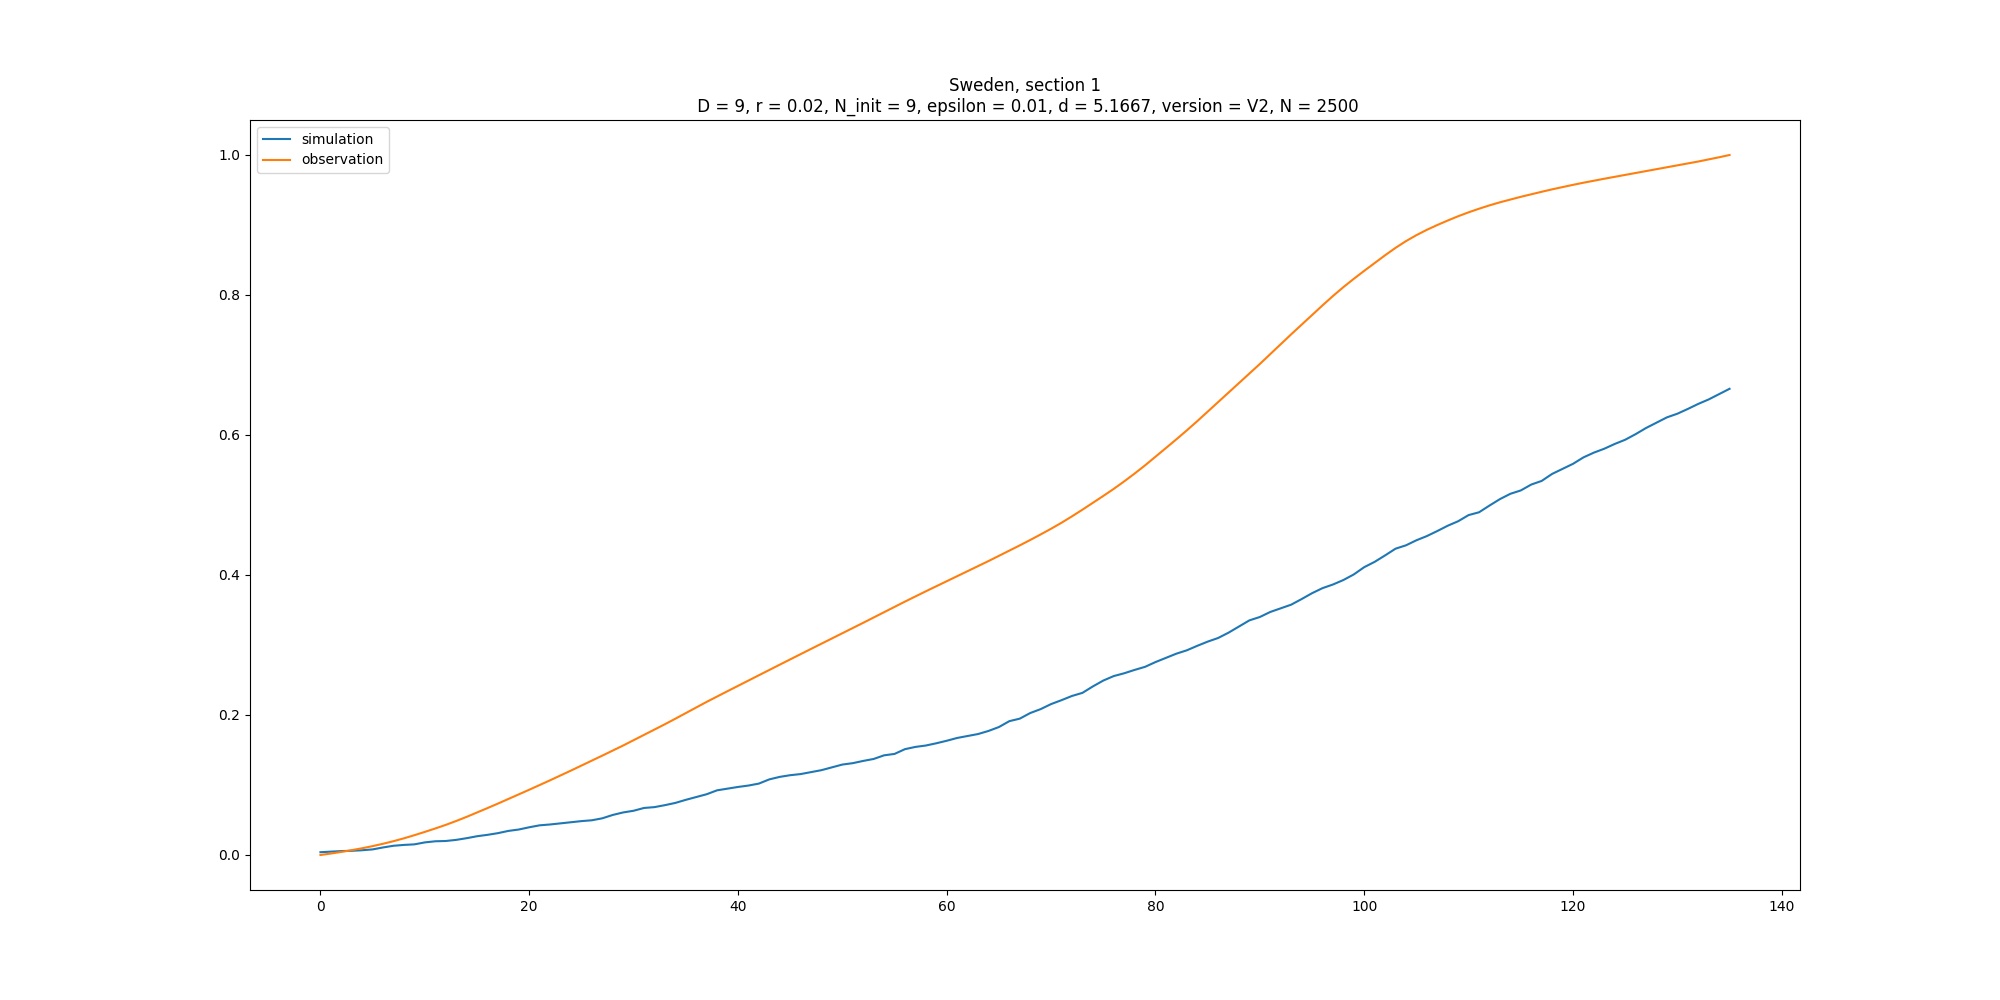 Sweden, section 1
D = 9, r = 0.02, N_init = 9, epsilon = 0.01, d = 5.1667, version = V2, N = 2500
simulation
observation
1.0
0.8
0.6
0.4
0.2
0.0
0 20 40 60 80 100 120 140